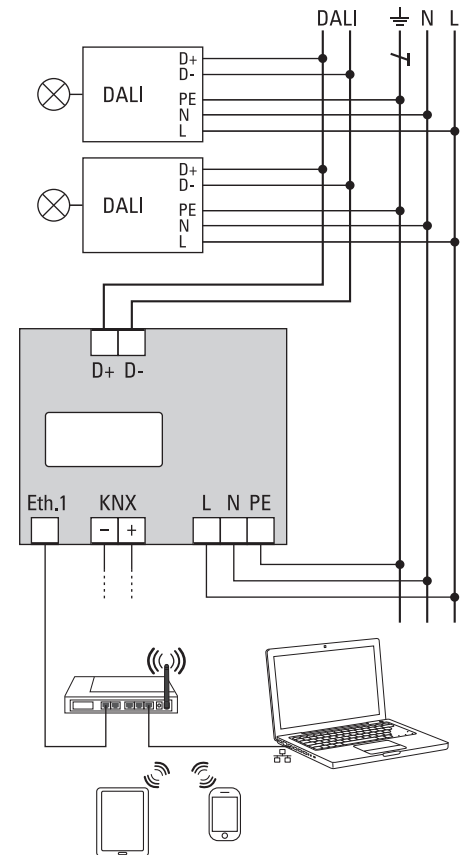 DALI N L
D+
D-
DALI
PE
N
L
D+
D-
DALI
PE
N
L
D+ D-
Eth.1 KNX L N PE
- +